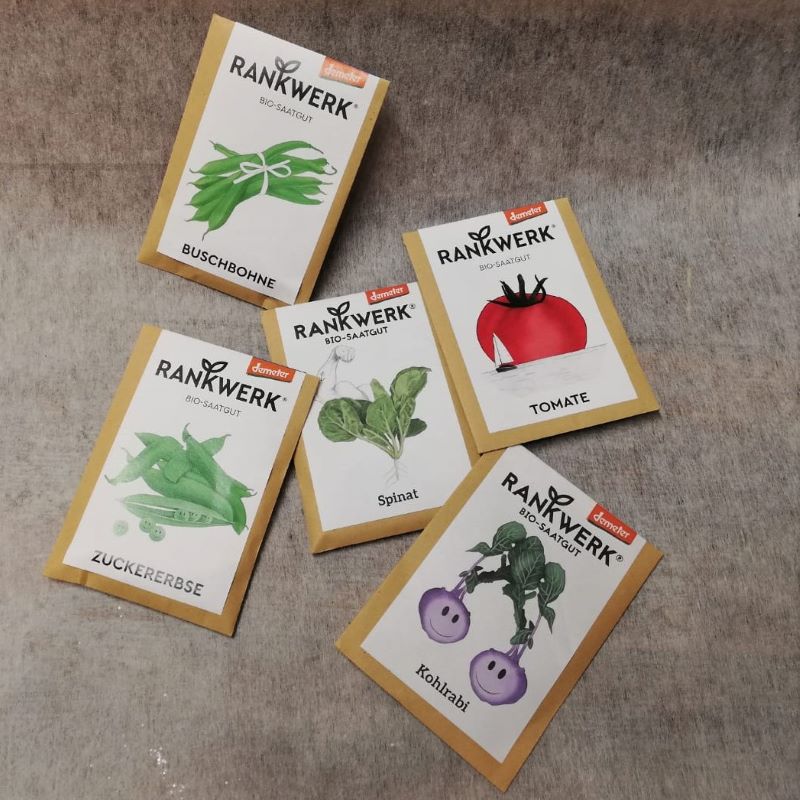 demeter
RANKWERK®
BIO-SAATGUT
BUSCHBOHNE
demeter
RANKWERK®
BIO-SAATGUT
TOMATE
demeter
RANKWERK®
BIO-SAATGUT
Spinat
demeter
RANKWERK®
BIO-SAATGUT
ZUCKERERBSE
demeter
RANKWERK®
BIO-SAATGUT
Kohlrabi